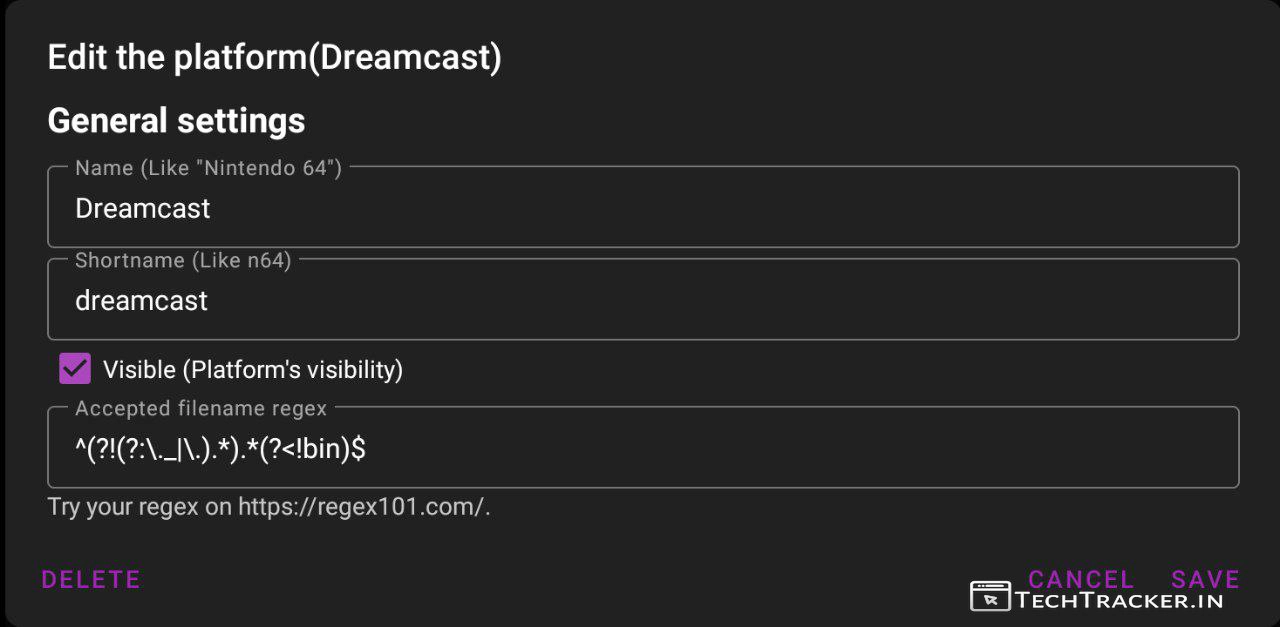 Edit the platform(Dreamcast)
General settings
Name (Like "Nintendo 64")
Dreamcast
Shortname (Like n64)
dreamcast
Visible (Platform's visibility)
Accepted filename regex
^(?!(?:\._|\.).*).*(?<!bin)$
Try your regex on https://regex101.com/.
DELETE
CANCEL SAVE
TECHTRACKER.IN